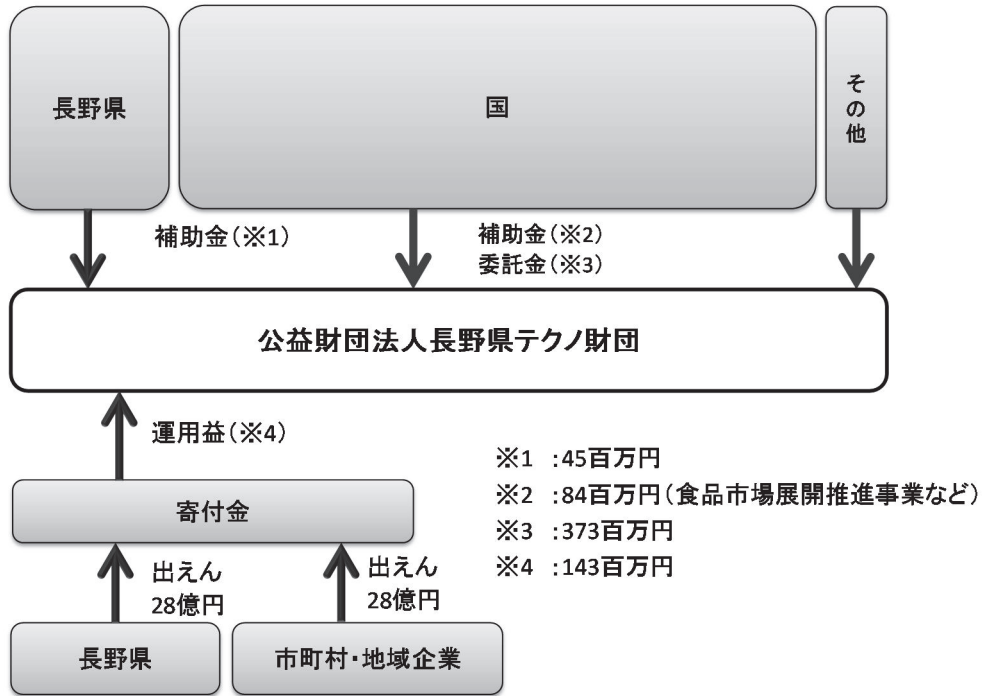 長野県
国
その他
補助金(※1)
補助金(※2)
委託金(※3)
公益財団法人長野県テクノ財団
運用益(※4)
寄付金
出えん
28億円
出えん
28億円
長野県
市町村・地域企業
※1 :45百万円
※2 :84百万円(食品市場展開推進事業など)
※3 :373百万円
※4 :143百万円